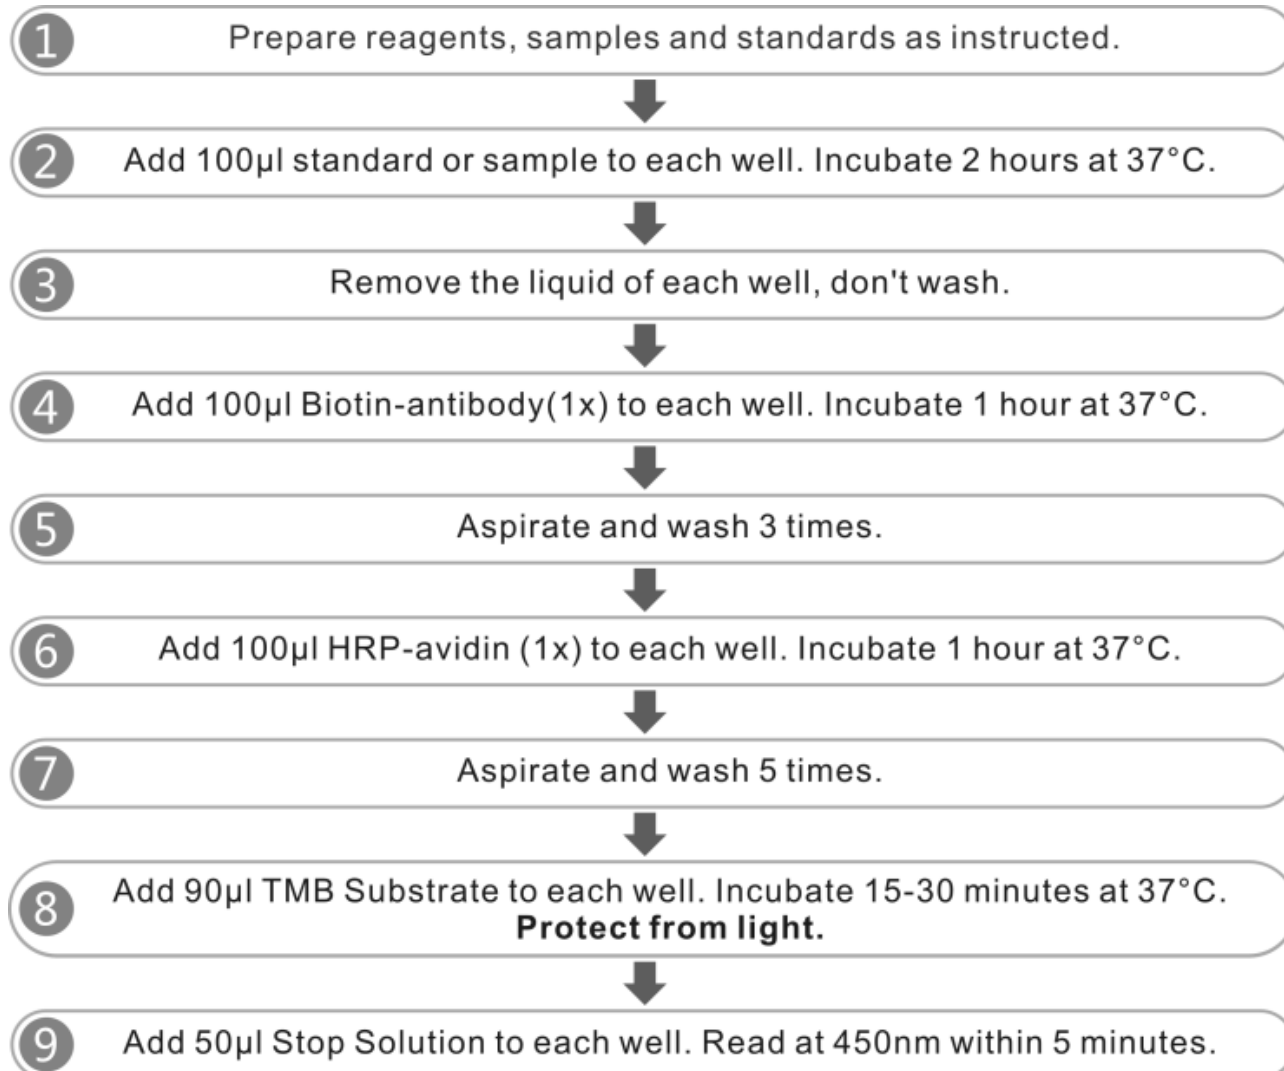 1 Prepare reagents, samples and standards as instructed.
2 Add 100μl standard or sample to each well. Incubate 2 hours at 37°C.
3 Remove the liquid of each well, don't wash.
4 Add 100μl Biotin-antibody(1x) to each well. Incubate 1 hour at 37°C.
5 Aspirate and wash 3 times.
6 Add 100μl HRP-avidin (1x) to each well. Incubate 1 hour at 37°C.
7 Aspirate and wash 5 times.
8 Add 90μl TMB Substrate to each well. Incubate 15-30 minutes at 37°C.
Protect from light.
9 Add 50μl Stop Solution to each well. Read at 450nm within 5 minutes.